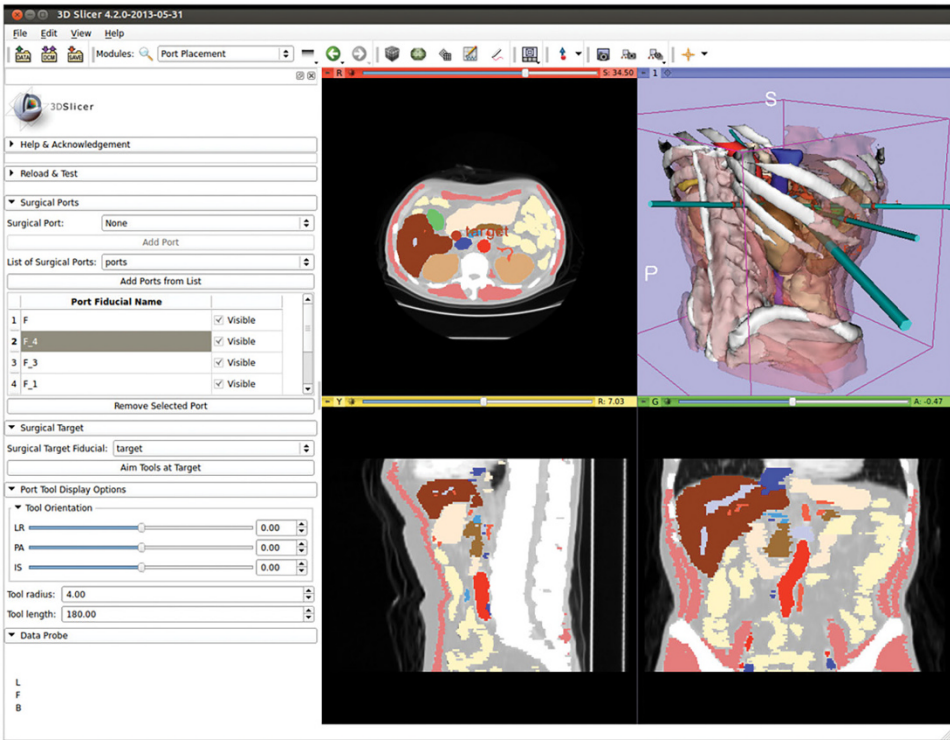 3D Slicer 4.2.0-2013-05-31
File Edit View Help
DATA DCM SAVE Modules: Port Placement
3DSlicer
Help & Acknowledgement
Reload & Test
Surgical Ports
Surgical Port: None
Add Port
List of Surgical Ports: ports
Add Ports from List
Port Fiducial Name
1 F Visible
2 F_4 Visible
3 F_3 Visible
4 F_1 Visible
Remove Selected Port
Surgical Target
Surgical Target Fiducial: target
Aim Tools at Target
Port Tool Display Options
Tool Orientation
LR 0.00
PA 0.00
IS 0.00
Tool radius: 4.00
Tool length: 180.00
Data Probe
L
F
B
R S: 34.50
target
1
S
P
Y R: 7.03
G A: -0.47